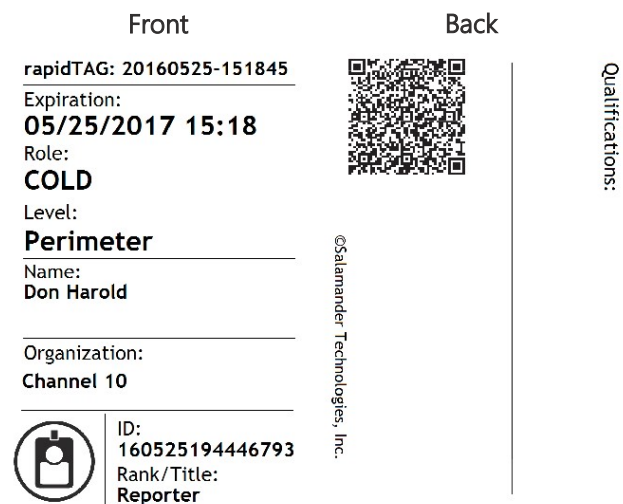 Front
rapidTAG: 20160525-151845
Expiration:
05/25/2017 15:18
Role:
COLD
Level:
Perimeter
Name:
Don Harold
Organization:
Channel 10
ID:
160525194446793
Rank/Title:
Reporter
Back
©Salamander Technologies, Inc.
Qualifications: